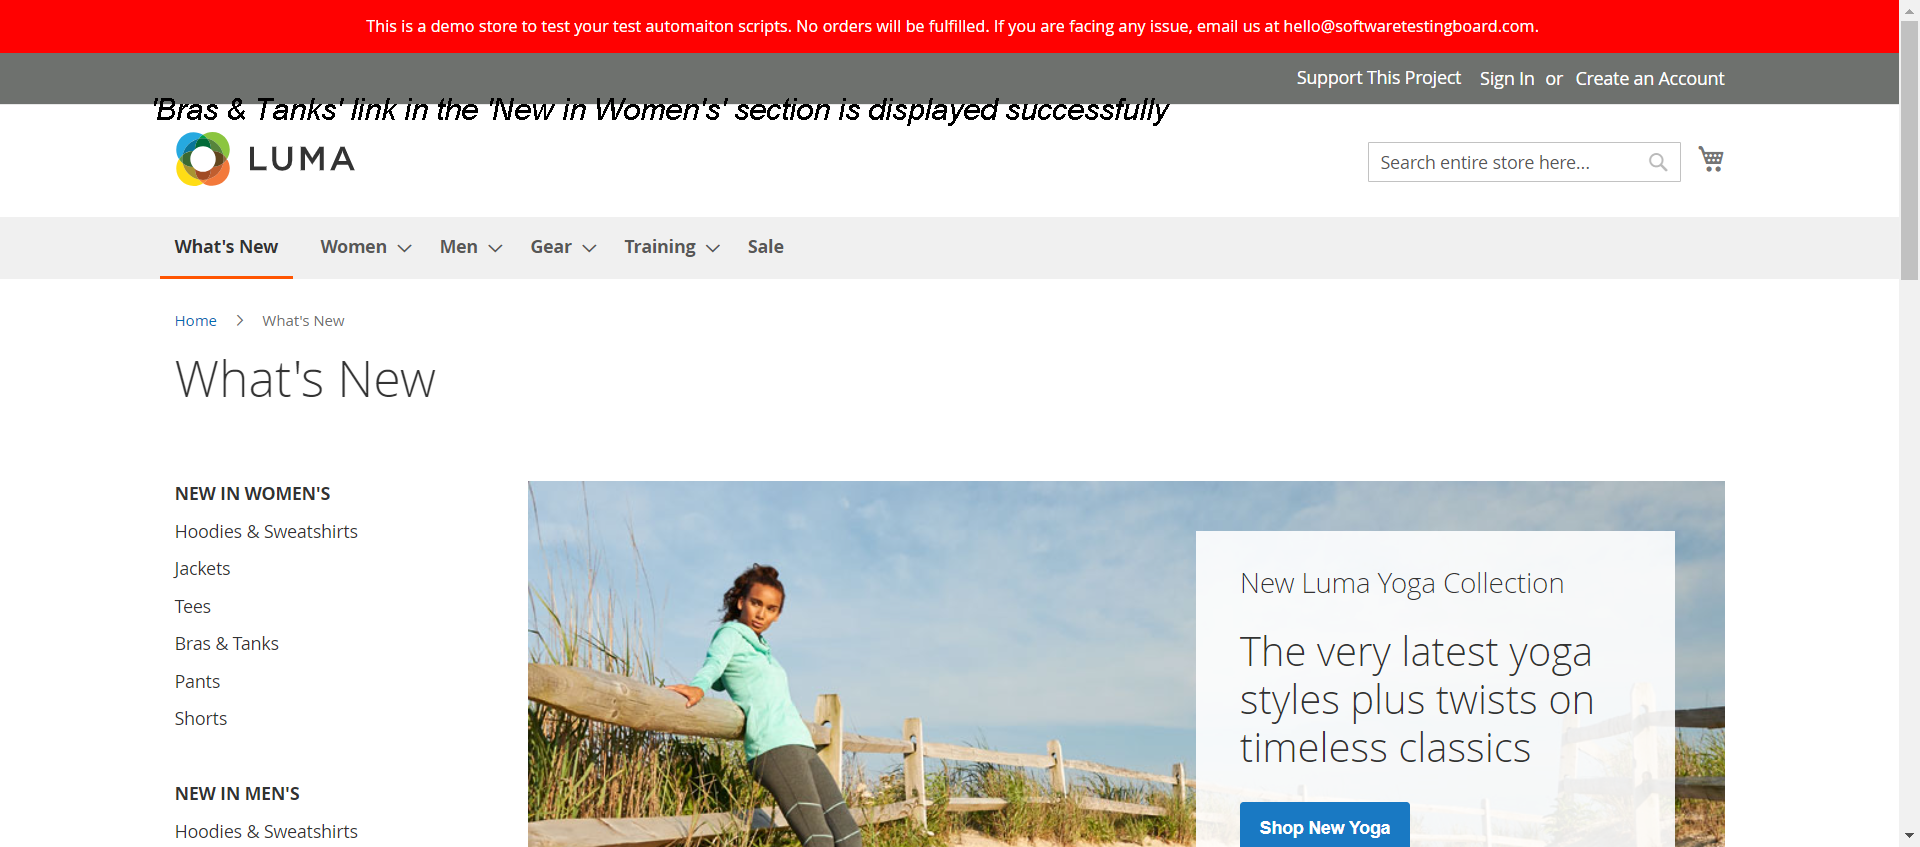 This is a demo store to test your test automaiton scripts. No orders will be fulfilled. If you are facing any issue, email us at hello@softwaretestingboard.com.
Support This Project Sign In or Create an Account
'Bras & Tanks' link in the 'New in Women's' section is displayed successfully
LUMA
Search entire store here...
What's New Women Men Gear Training Sale
Home What's New
What's New
NEW IN WOMEN'S
Hoodies & Sweatshirts
Jackets
Tees
Bras & Tanks
Pants
Shorts
NEW IN MEN'S
Hoodies & Sweatshirts
New Luma Yoga Collection
The very latest yoga
styles plus twists on
timeless classics
Shop New Yoga